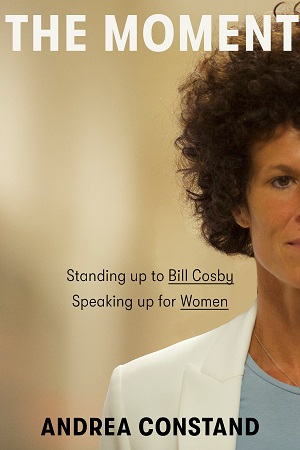 THE MOMENT
Standing up to Bill Cosby
Speaking up for Women
ANDREA CONSTAND